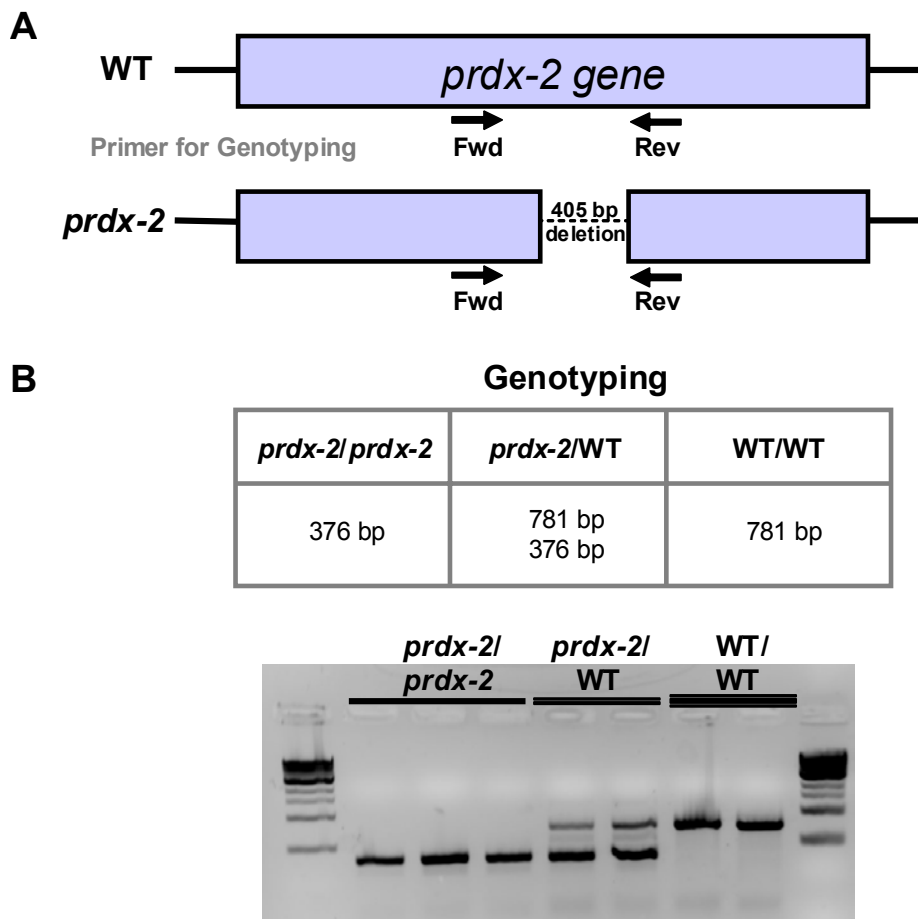 A
WT
prdx-2 gene
Fwd
Rev
Primer for Genotyping
prdx-2
405 bp
deletion
Fwd
Rev
B
Genotyping
prdx-2/prdx-2
prdx-2/WT
WT/WT
376 bp
781 bp
376 bp
781 bp
prdx-2/
prdx-2
prdx-2/
WT
WT/
WT